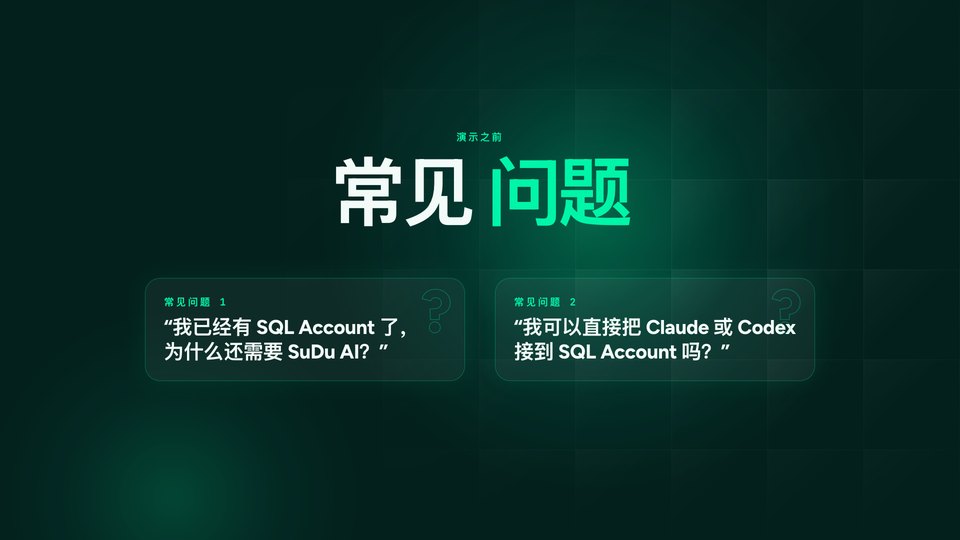 演示之前
常见问题
常见问题 1
“我已经有 SQL Account 了，
为什么还需要 SuDu AI？”
常见问题 2
“我可以直接把 Claude 或 Codex
接到 SQL Account 吗？”